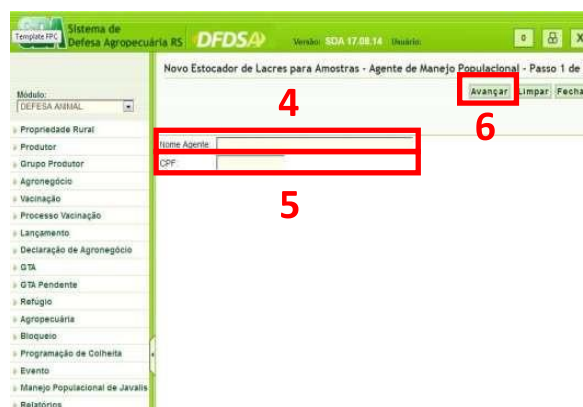 Template FPC
Sistema de
Defesa Agropecuária RS
DFDSA
Versão: SDA 17.08.14 Usuário:
0
X
Novo Estocador de Lacres para Amostras - Agente de Manejo Populacional - Passo 1 de
Avançar Limpar Fecha
4
6
Módulo:
DEFESA ANIMAL
Propriedade Rural
Produtor
Grupo Produtor
Agronegócio
Vacinação
Processo Vacinação
Lançamento
Declaração de Agronegócio
GTA
GTA Pendente
Refúgio
Agropecuária
Bloqueio
Programação de Colheita
Evento
Manejo Populacional de Javalis
Relatórios
Nome Agente:
CPF:
5